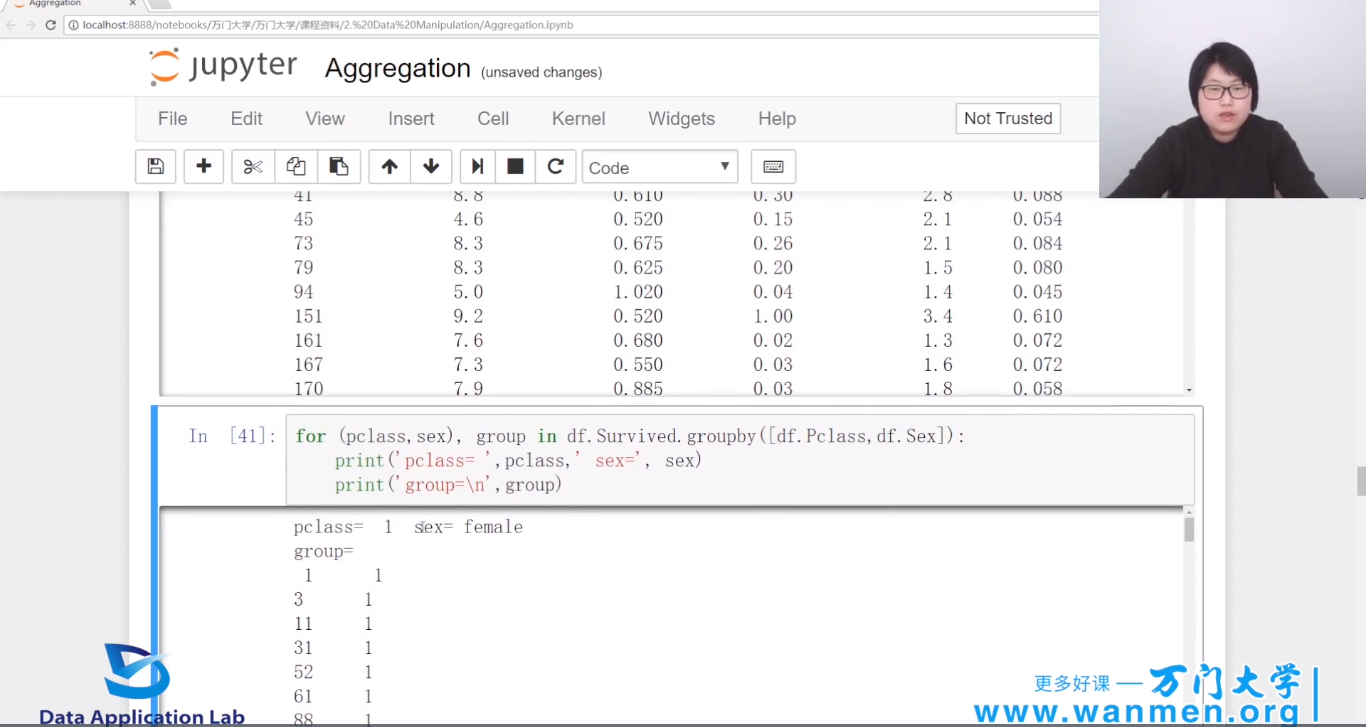 Aggregation
localhost:8888/notebooks/万门大学/万门大学/课程资料/2.%20Data%20Manipulation/Aggregation.ipynb
jupyter Aggregation (unsaved changes)
File Edit View Insert Cell Kernel Widgets Help Not Trusted
Code
41 8.8 0.610 0.30 2.8 0.088
45 4.6 0.520 0.15 2.1 0.054
73 8.3 0.675 0.26 2.1 0.084
79 8.3 0.625 0.20 1.5 0.080
94 5.0 1.020 0.04 1.4 0.045
151 9.2 0.520 1.00 3.4 0.610
161 7.6 0.680 0.02 1.3 0.072
167 7.3 0.550 0.03 1.6 0.072
170 7.9 0.885 0.03 1.8 0.058
In [41]: for (pclass,sex), group in df.Survived.groupby([df.Pclass,df.Sex]):
print('pclass= ',pclass,' sex=', sex)
print('group=\n',group)
pclass= 1 sex= female
group=
1 1
3 1
11 1
31 1
52 1
61 1
88 1
Data Application Lab
更多好课 — 万门大学
www.wanmen.org